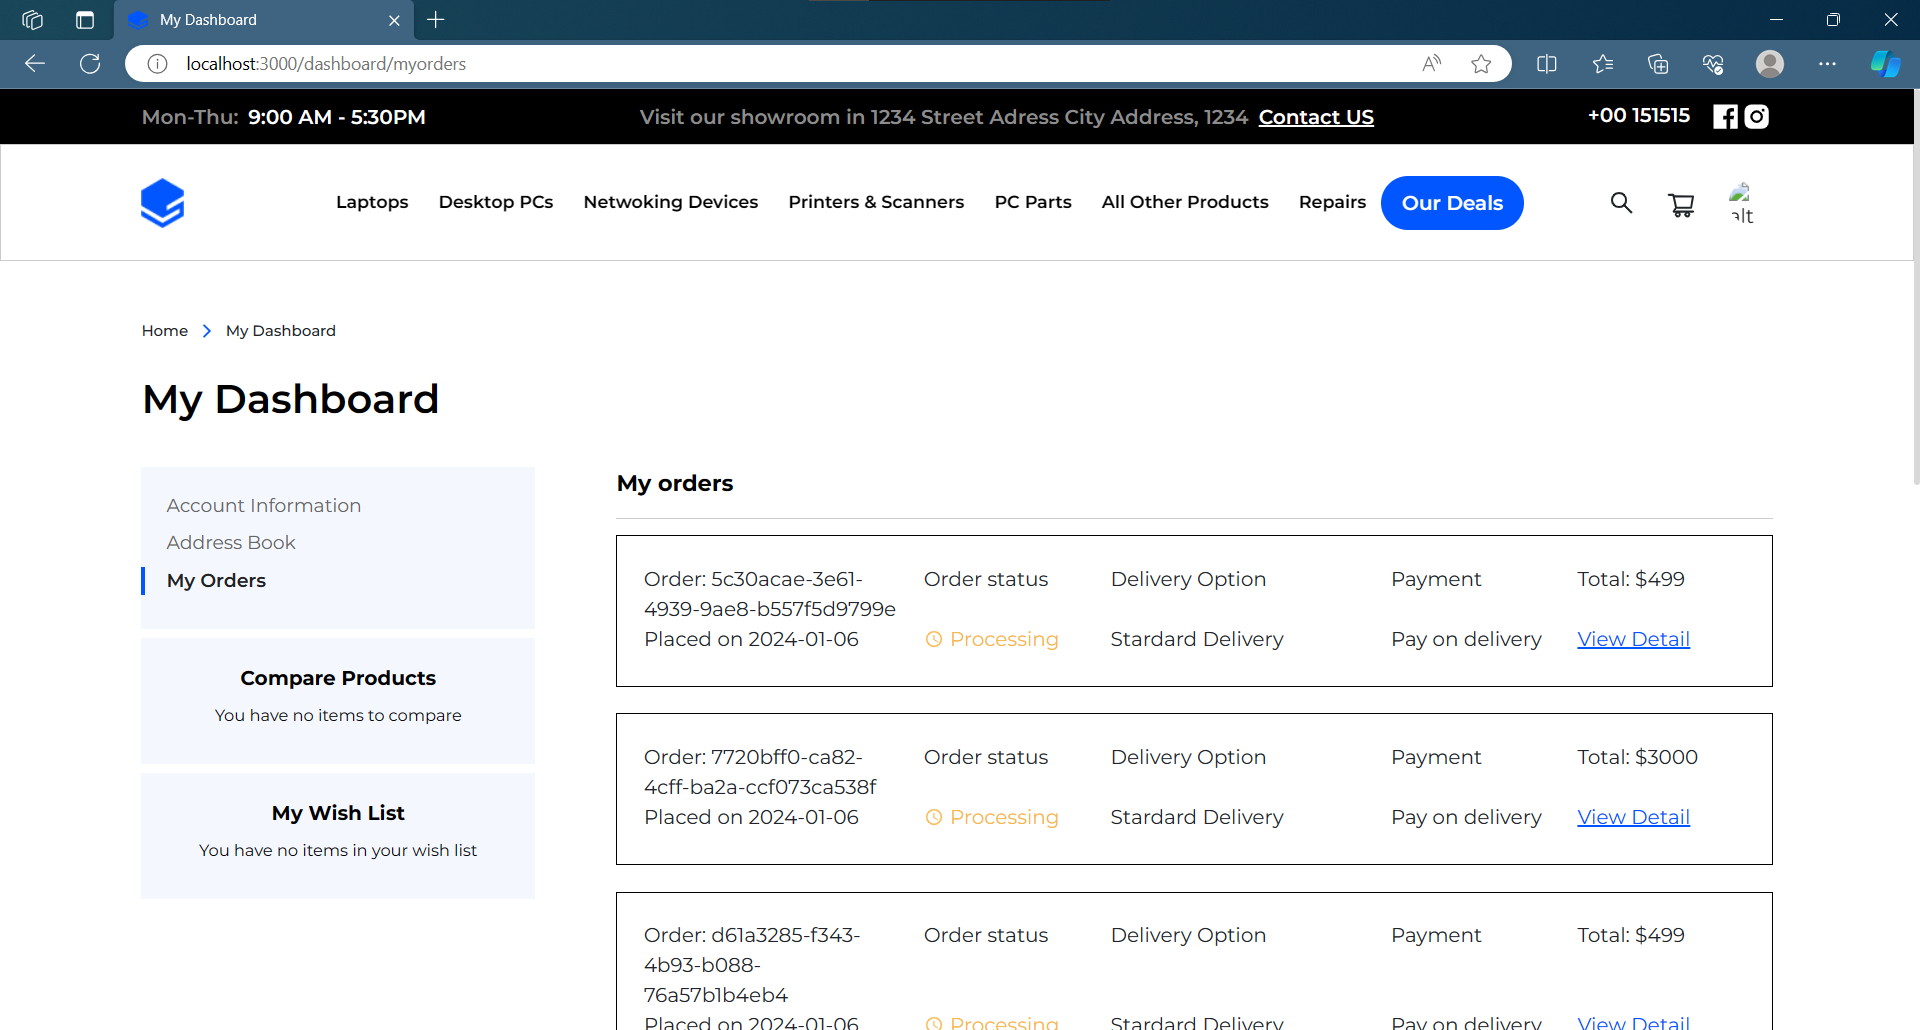 My Dashboard
localhost:3000/dashboard/myorders
Mon-Thu: 9:00 AM - 5:30PM
Visit our showroom in 1234 Street Adress City Address, 1234 Contact US
+00 151515
Laptops
Desktop PCs
Netwoking Devices
Printers & Scanners
PC Parts
All Other Products
Repairs
Our Deals
alt
Home
My Dashboard
My Dashboard
Account Information
Address Book
My Orders
Compare Products
You have no items to compare
My Wish List
You have no items in your wish list
My orders
Order: 5c30acae-3e61-
4939-9ae8-b557f5d9799e
Placed on 2024-01-06
Order status
Processing
Delivery Option
Stardard Delivery
Payment
Pay on delivery
Total: $499
View Detail
Order: 7720bff0-ca82-
4cff-ba2a-ccf073ca538f
Placed on 2024-01-06
Order status
Processing
Delivery Option
Stardard Delivery
Payment
Pay on delivery
Total: $3000
View Detail
Order: d61a3285-f343-
4b93-b088-
76a57b1b4eb4
Placed on 2024-01-06
Order status
Processing
Delivery Option
Stardard Delivery
Payment
Pay on delivery
Total: $499
View Detail